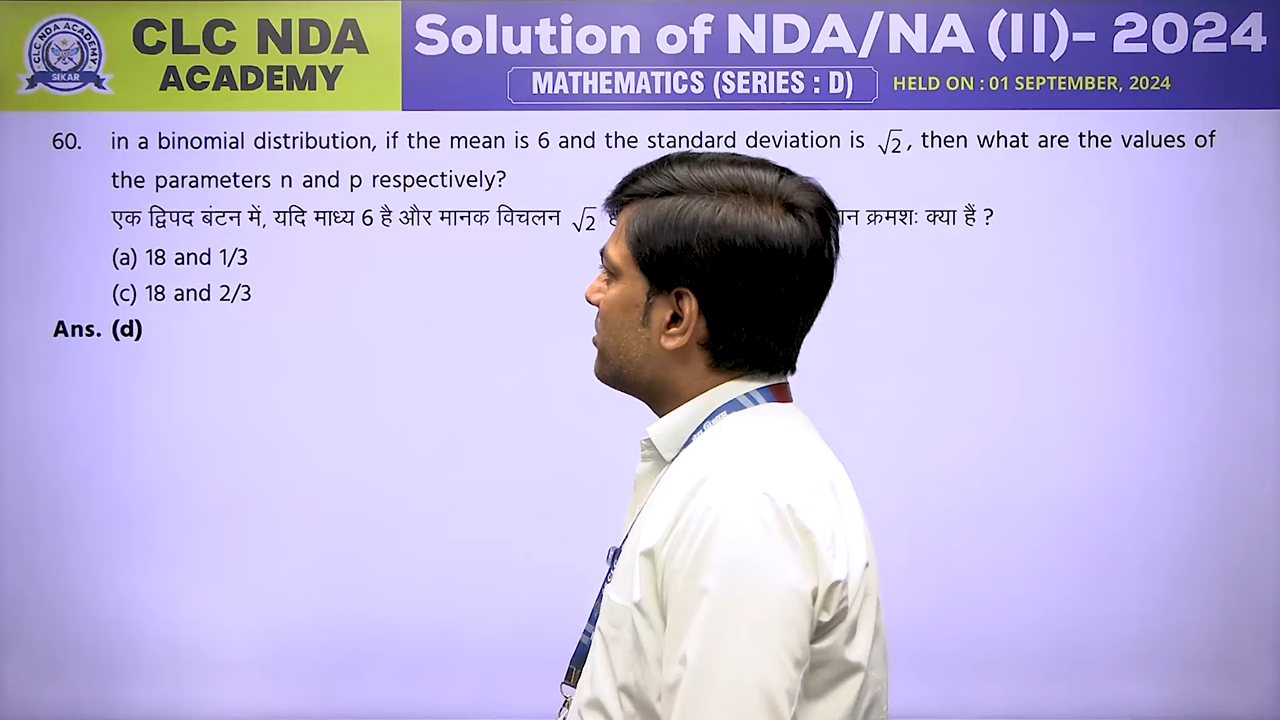 CLC NDA ACADEMY
SIKAR
CLC NDA
ACADEMY
Solution of NDA/NA (II)- 2024
MATHEMATICS (SERIES : D)
HELD ON : 01 SEPTEMBER, 2024
60. in a binomial distribution, if the mean is 6 and the standard deviation is √2, then what are the values of
the parameters n and p respectively?
एक द्विपद बंटन में, यदि माध्य 6 है और मानक विचलन √2 क्रमशः क्या हैं ?
(a) 18 and 1/3
(c) 18 and 2/3
Ans. (d)